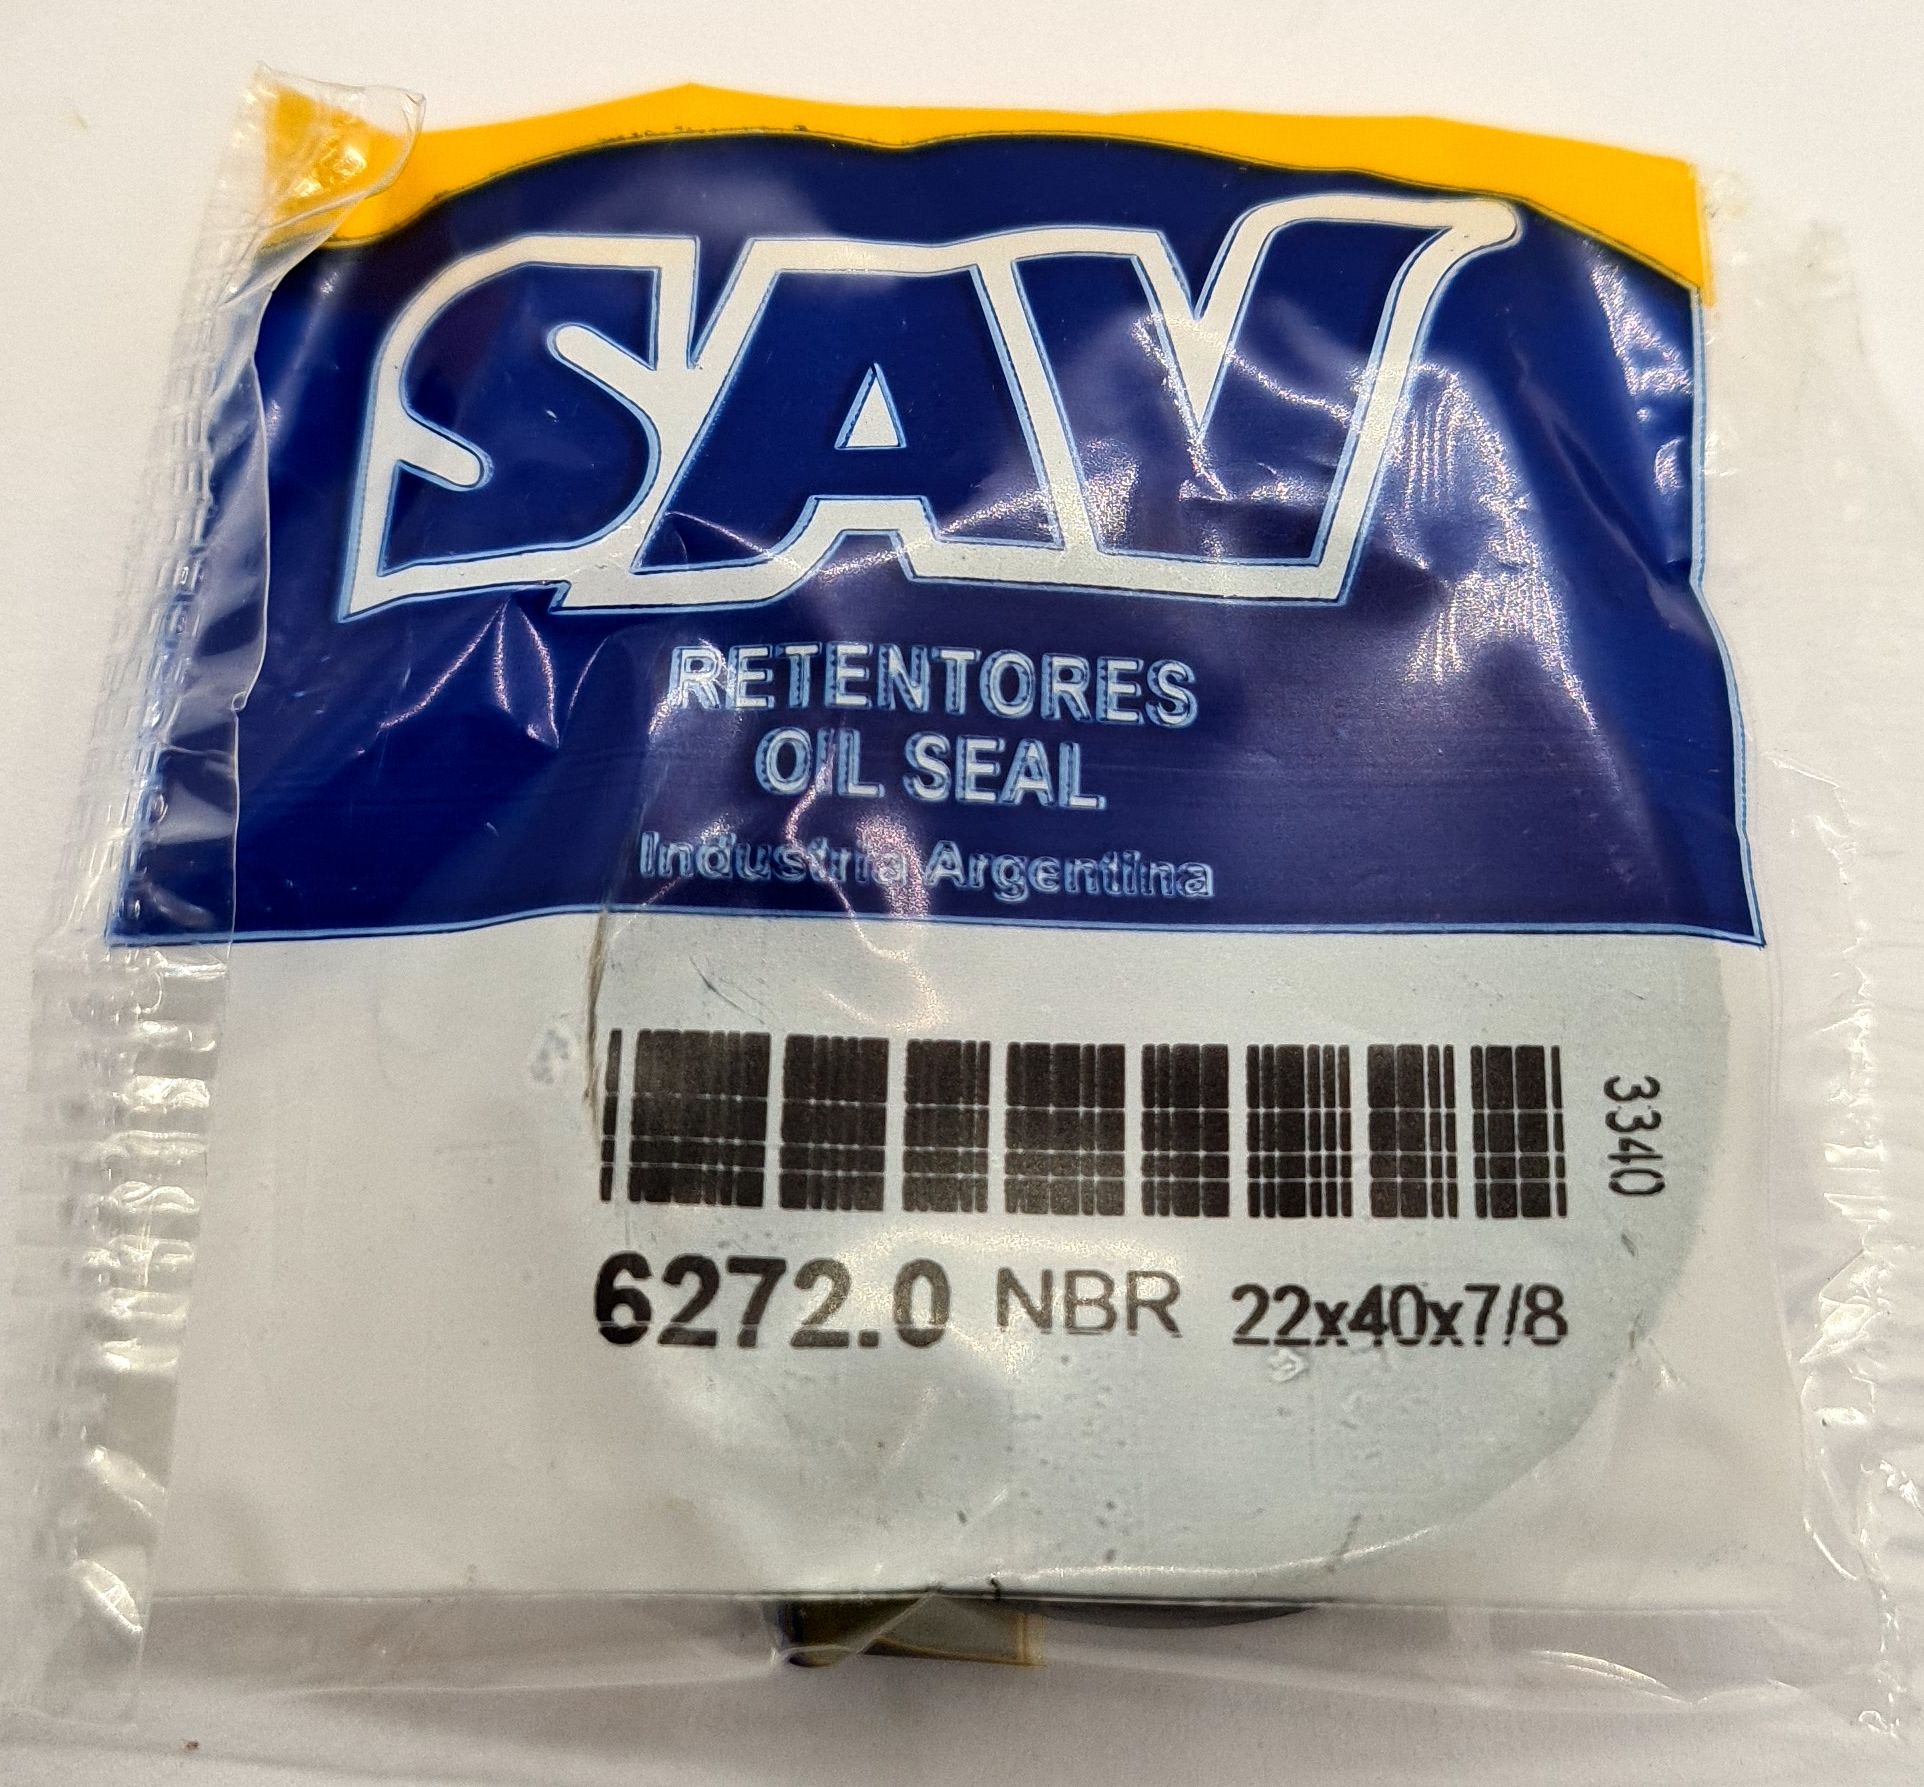 SAV
RETENTORES
OIL SEAL
Industria Argentina
3340
6272.0 NBR 22x40x7/8